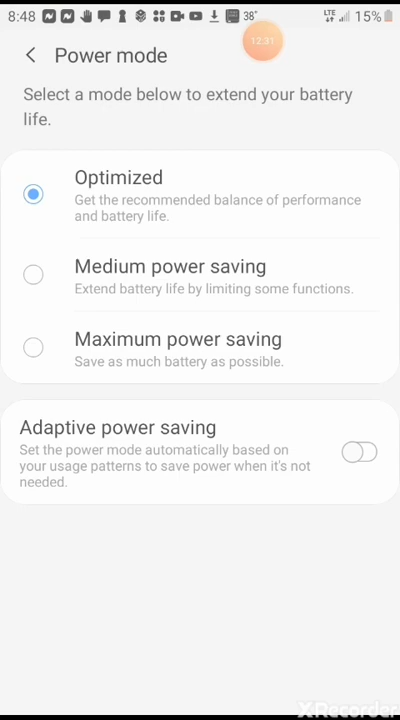 8:48 38° LTE 15%
12:31
Power mode
Select a mode below to extend your battery
life.
Optimized
Get the recommended balance of performance
and battery life.
Medium power saving
Extend battery life by limiting some functions.
Maximum power saving
Save as much battery as possible.
Adaptive power saving
Set the power mode automatically based on
your usage patterns to save power when it's not
needed.
XRecorder